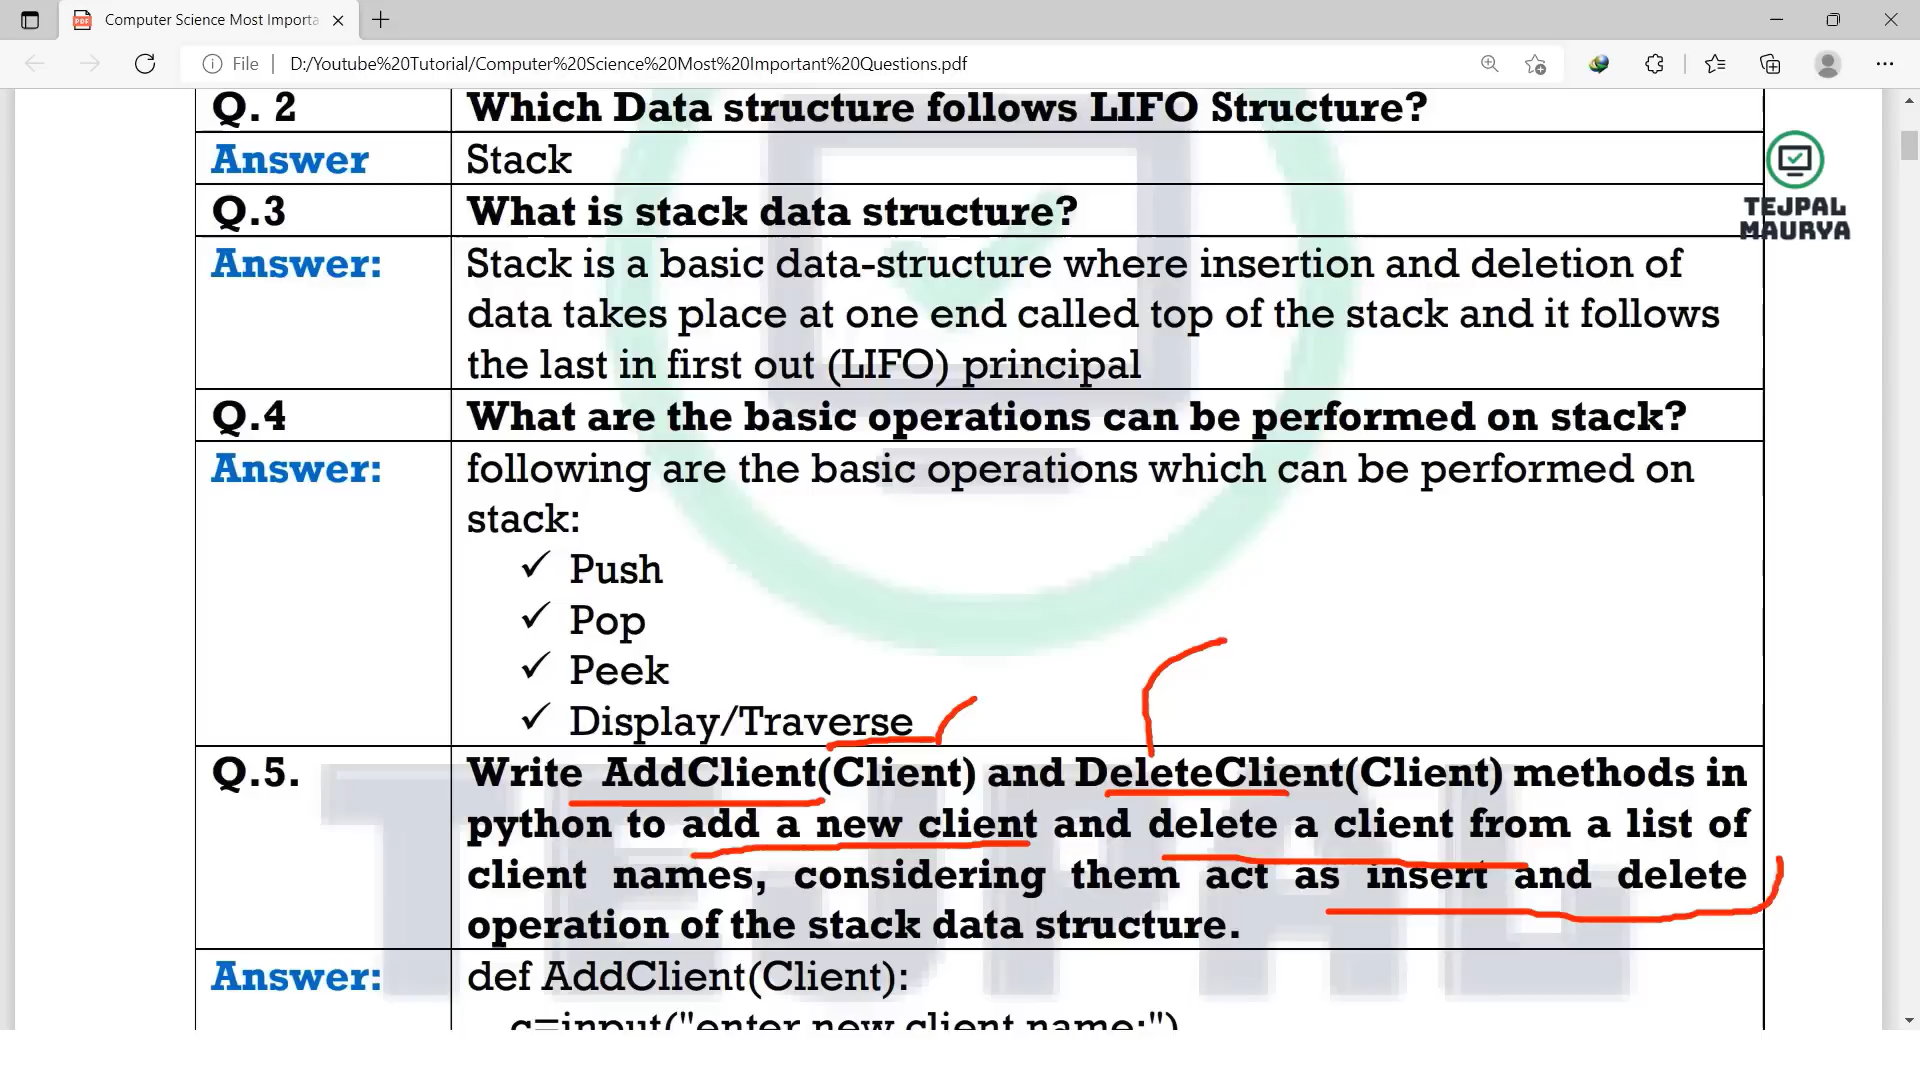 Computer Science Most Importa
File
D:/Youtube%20Tutorial/Computer%20Science%20Most%20Important%20Questions.pdf
Q. 2 Which Data structure follows LIFO Structure?
Answer Stack
Q.3 What is stack data structure?
Answer: Stack is a basic data-structure where insertion and deletion of
data takes place at one end called top of the stack and it follows
the last in first out (LIFO) principal
Q.4 What are the basic operations can be performed on stack?
Answer: following are the basic operations which can be performed on
stack:
✓ Push
✓ Pop
✓ Peek
✓ Display/Traverse
Q.5. Write AddClient(Client) and DeleteClient(Client) methods in
python to add a new client and delete a client from a list of
client names, considering them act as insert and delete
operation of the stack data structure.
Answer: def AddClient(Client):
c=input("enter new client name:")
TEJPAL
MAURYA
TEJPAL